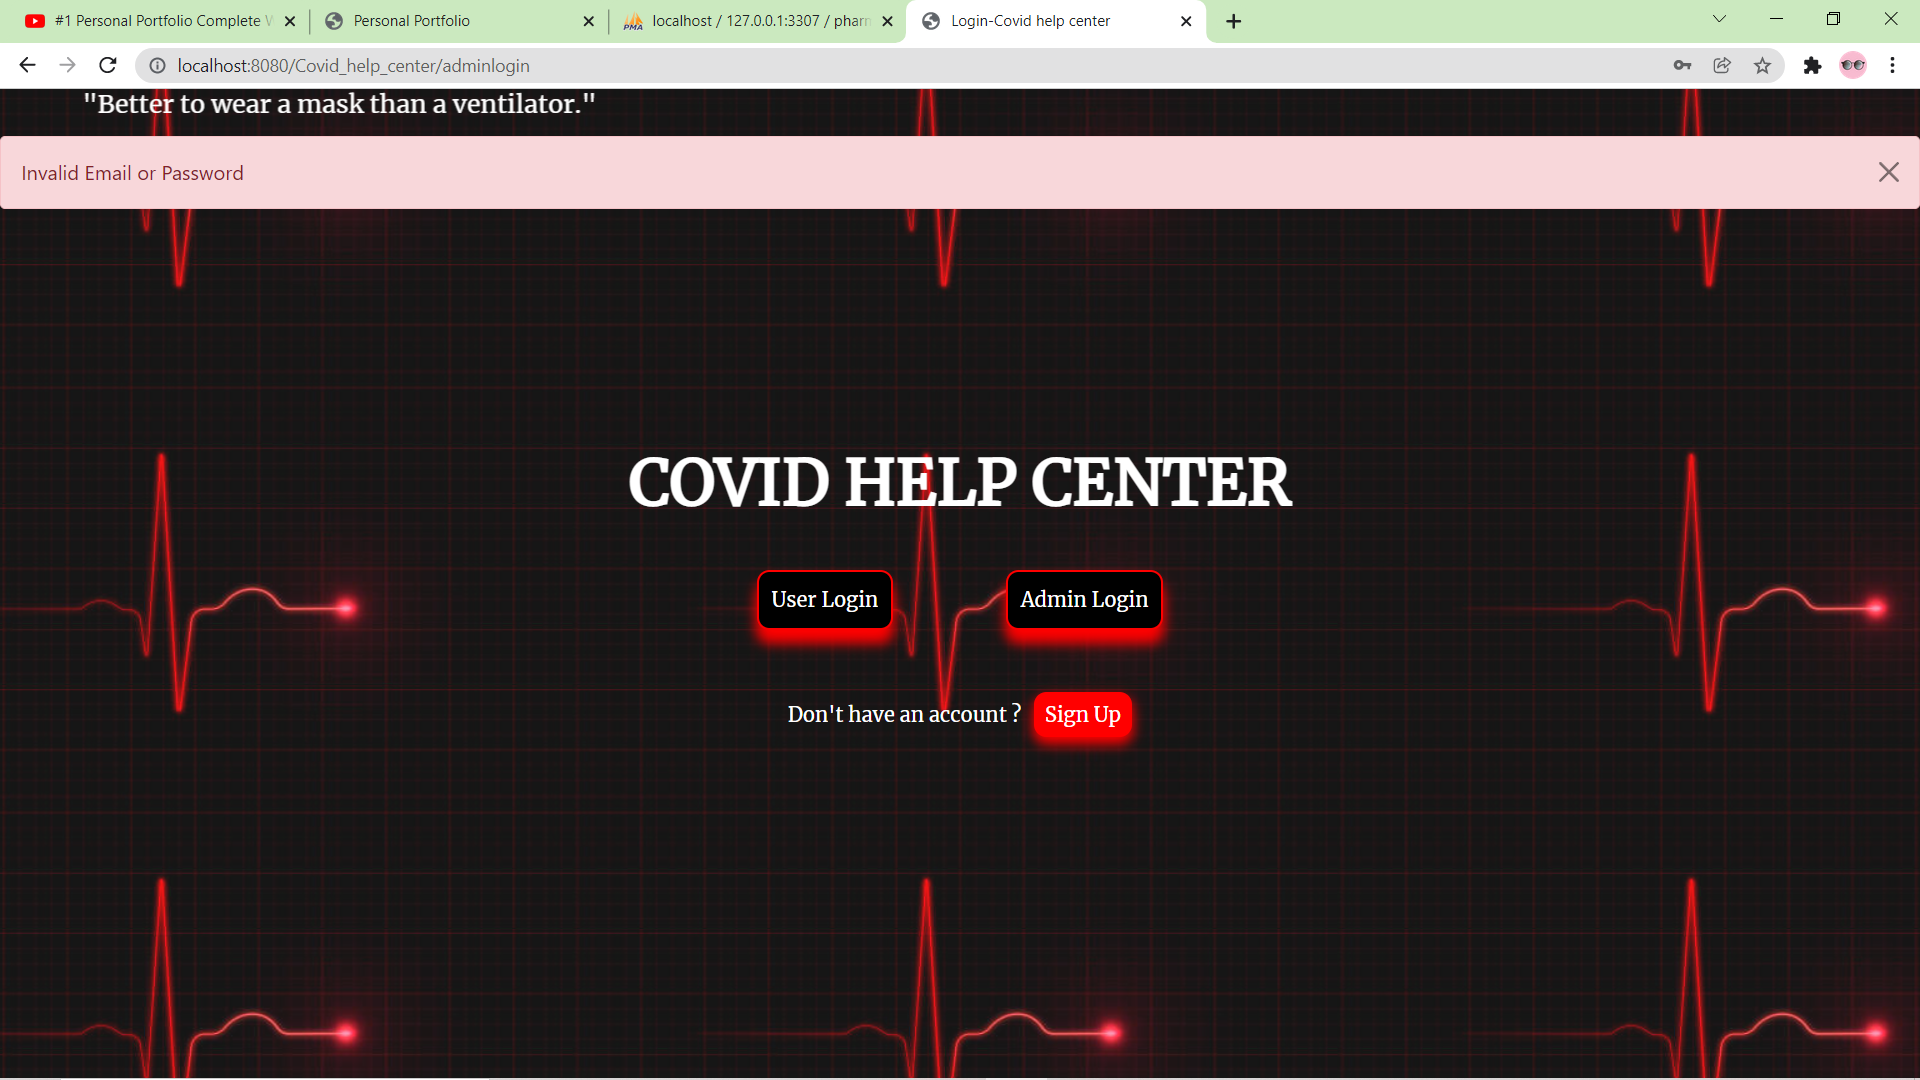 #1 Personal Portfolio Complete
Personal Portfolio
PMA
localhost / 127.0.0.1:3307 / pharm
Login-Covid help center
localhost:8080/Covid_help_center/adminlogin
"Better to wear a mask than a ventilator."
Invalid Email or Password
COVID HELP CENTER
User Login
Admin Login
Don't have an account ?
Sign Up